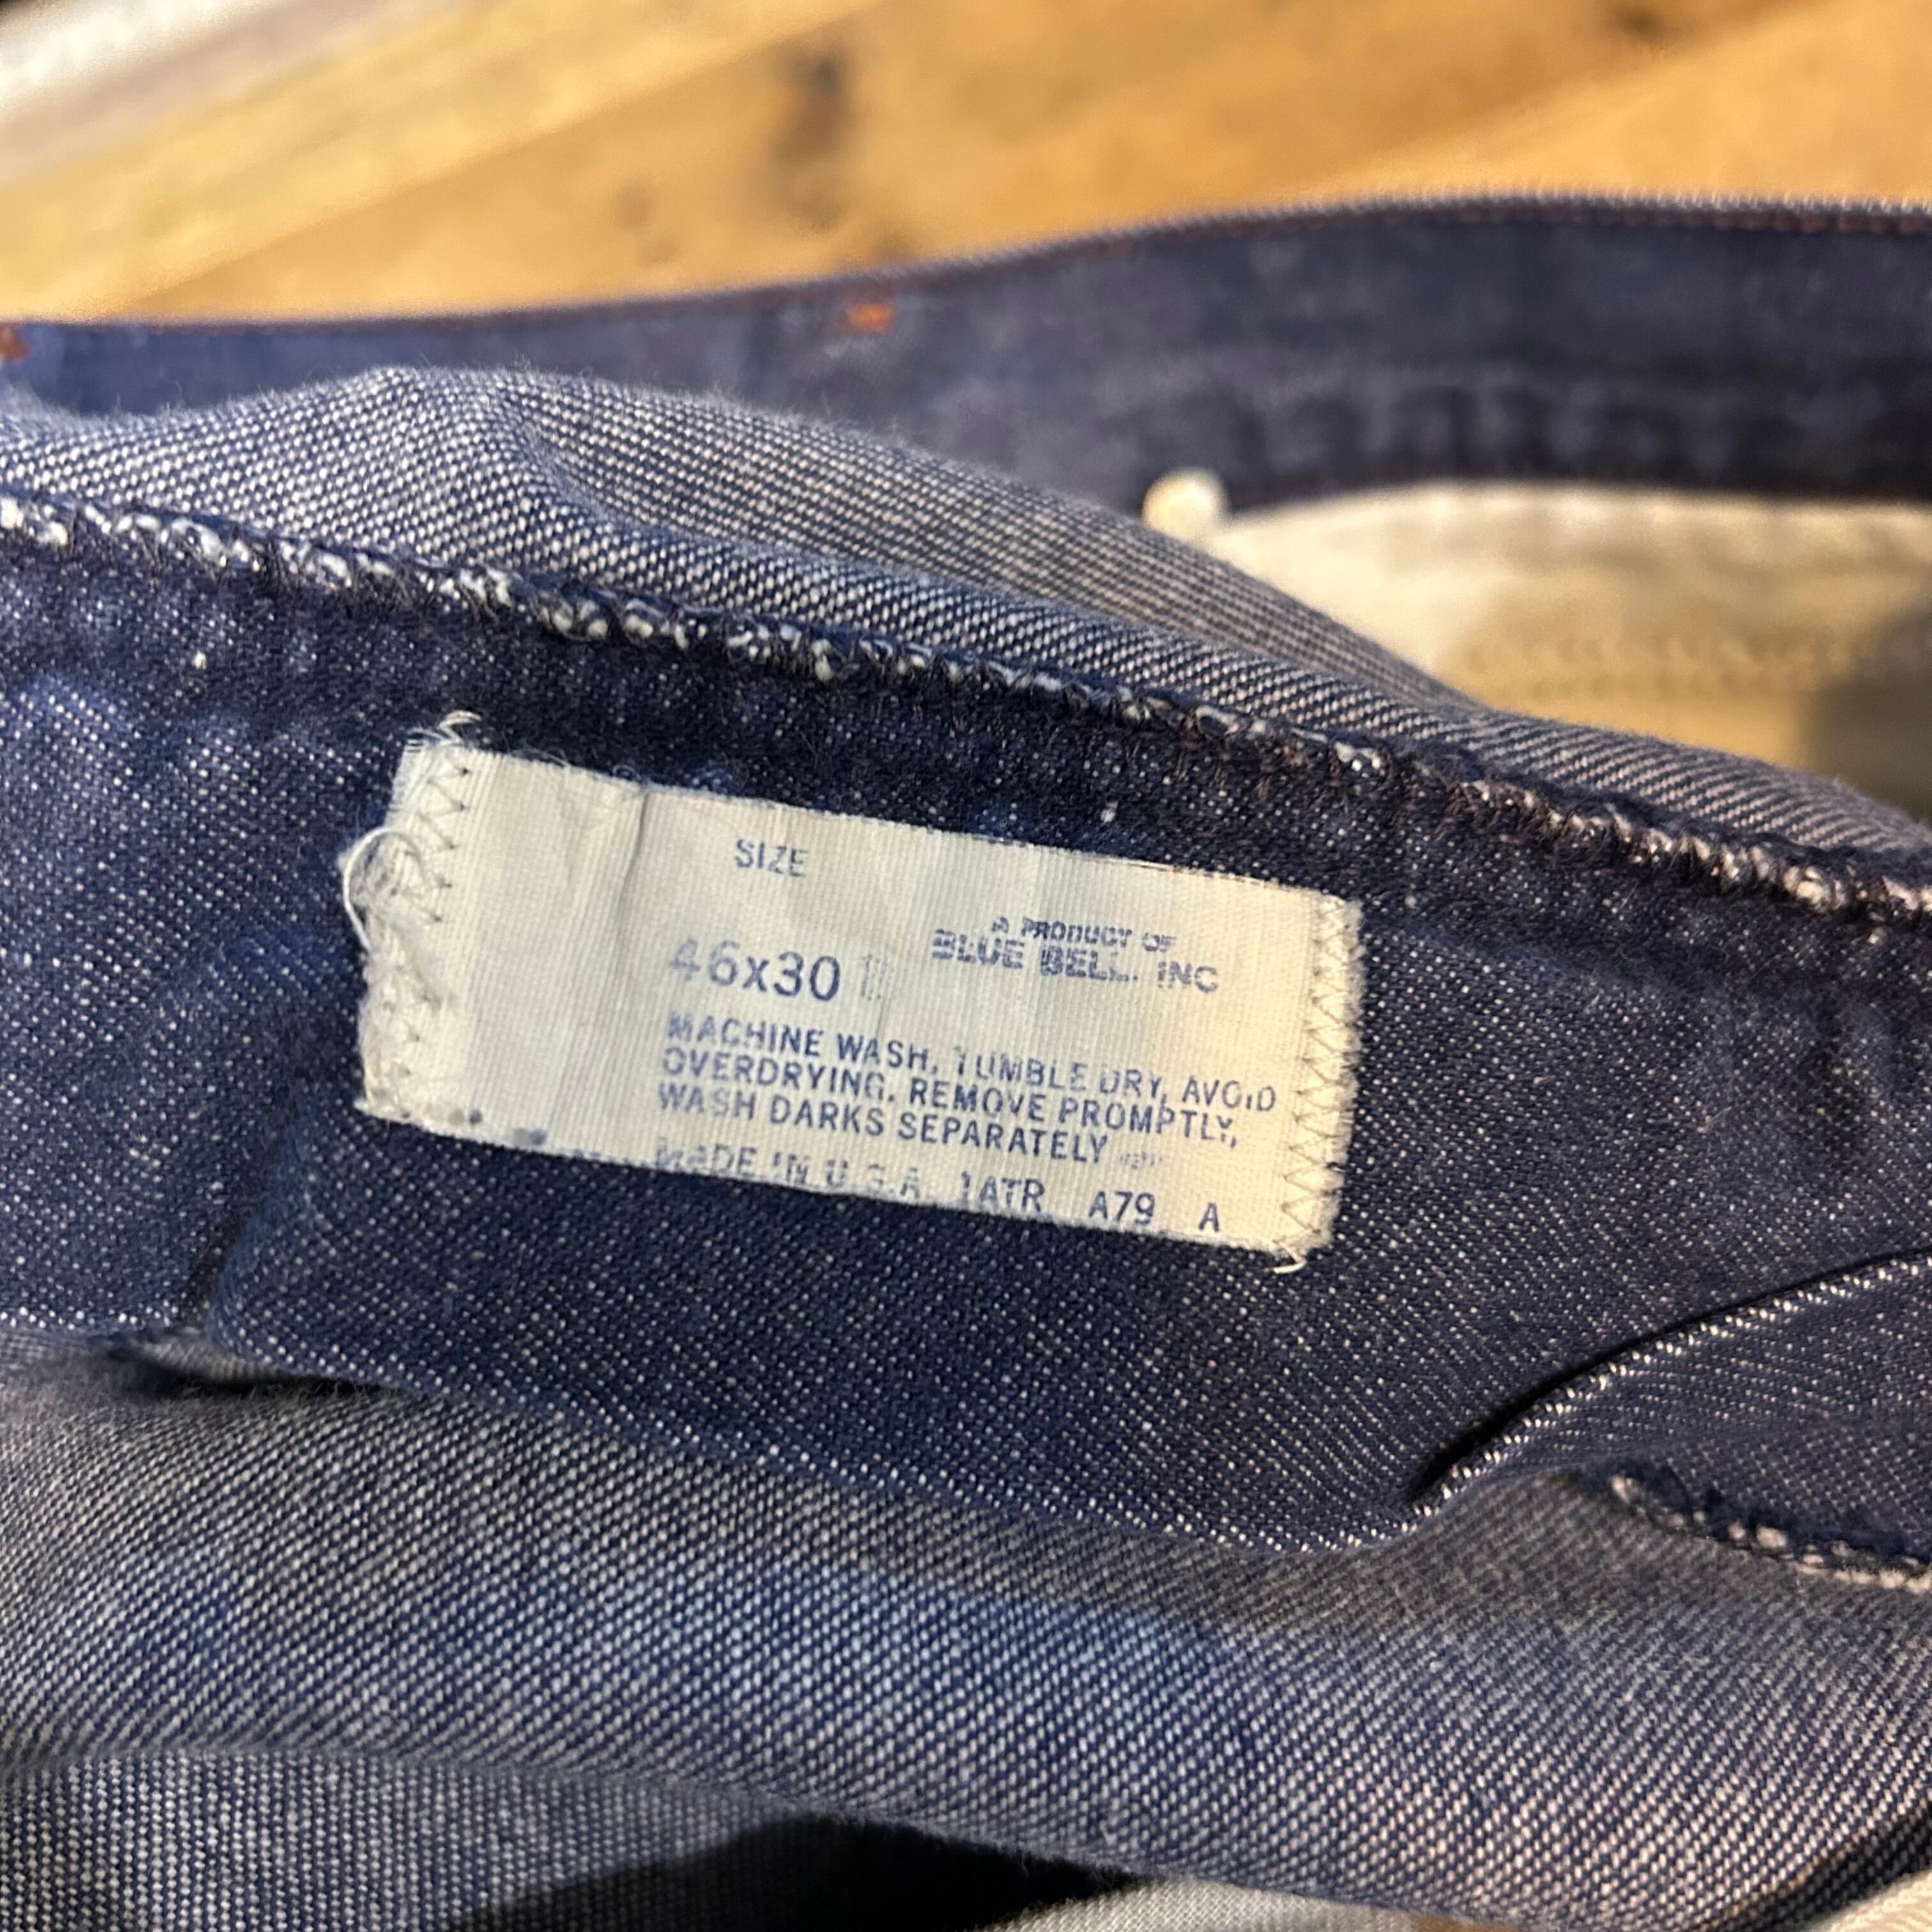 SIZE
A PRODUCT OF
BLUE BELL. INC
46x30
MACHINE WASH, TUMBLE DRY, AVOID
OVERDRYING. REMOVE PROMPTLY,
WASH DARKS SEPARATELY
MADE IN U.S.A. 1ATR A79 A